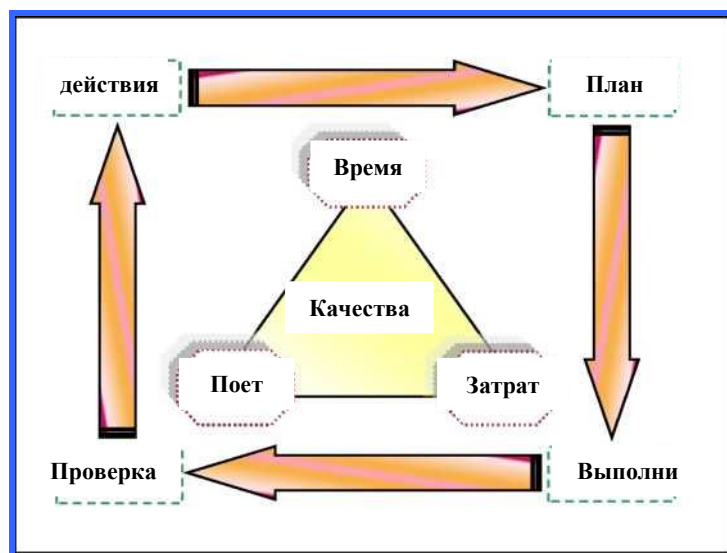 действия
План
Время
Качества
Поет
Затрат
Проверка
Выполни